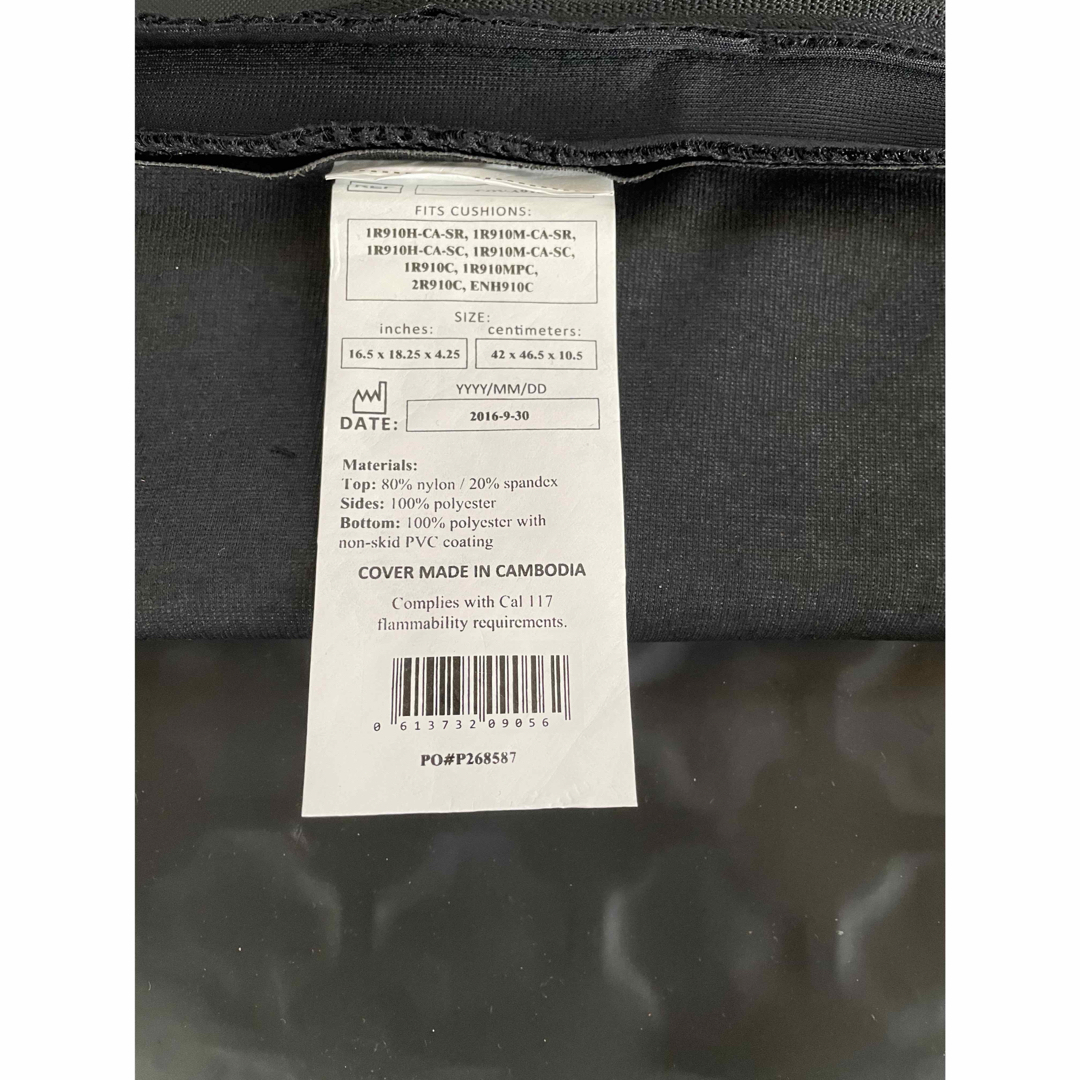 FITS CUSHIONS:
1R910H-CA-SR, 1R910M-CA-SR,
1R910H-CA-SC, 1R910M-CA-SC,
1R910C, 1R910MPC,
2R910C, ENH910C
SIZE:
inches: centimeters:
16.5 x 18.25 x 4.25 42 x 46.5 x 10.5
YYYY/MM/DD
DATE: 2016-9-30
Materials:
Top: 80% nylon / 20% spandex
Sides: 100% polyester
Bottom: 100% polyester with
non-skid PVC coating
COVER MADE IN CAMBODIA
Complies with Cal 117
flammability requirements.
0 613732 09056
PO#P268587